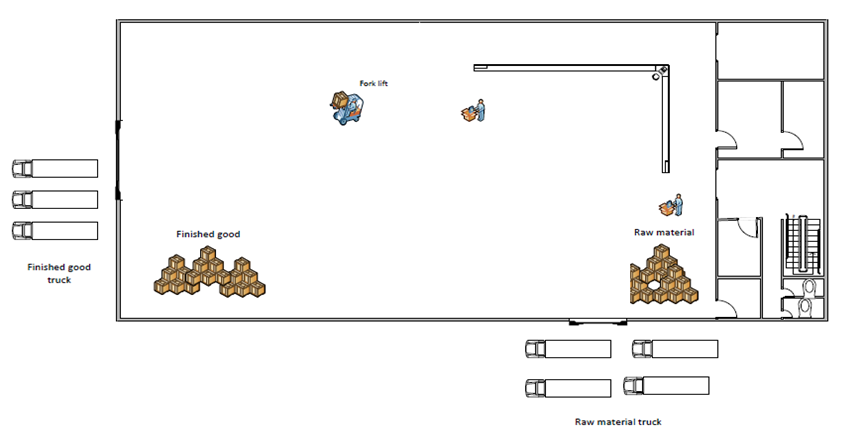 Fork lift
Finished good
Raw material
Finished good
truck
Raw material truck